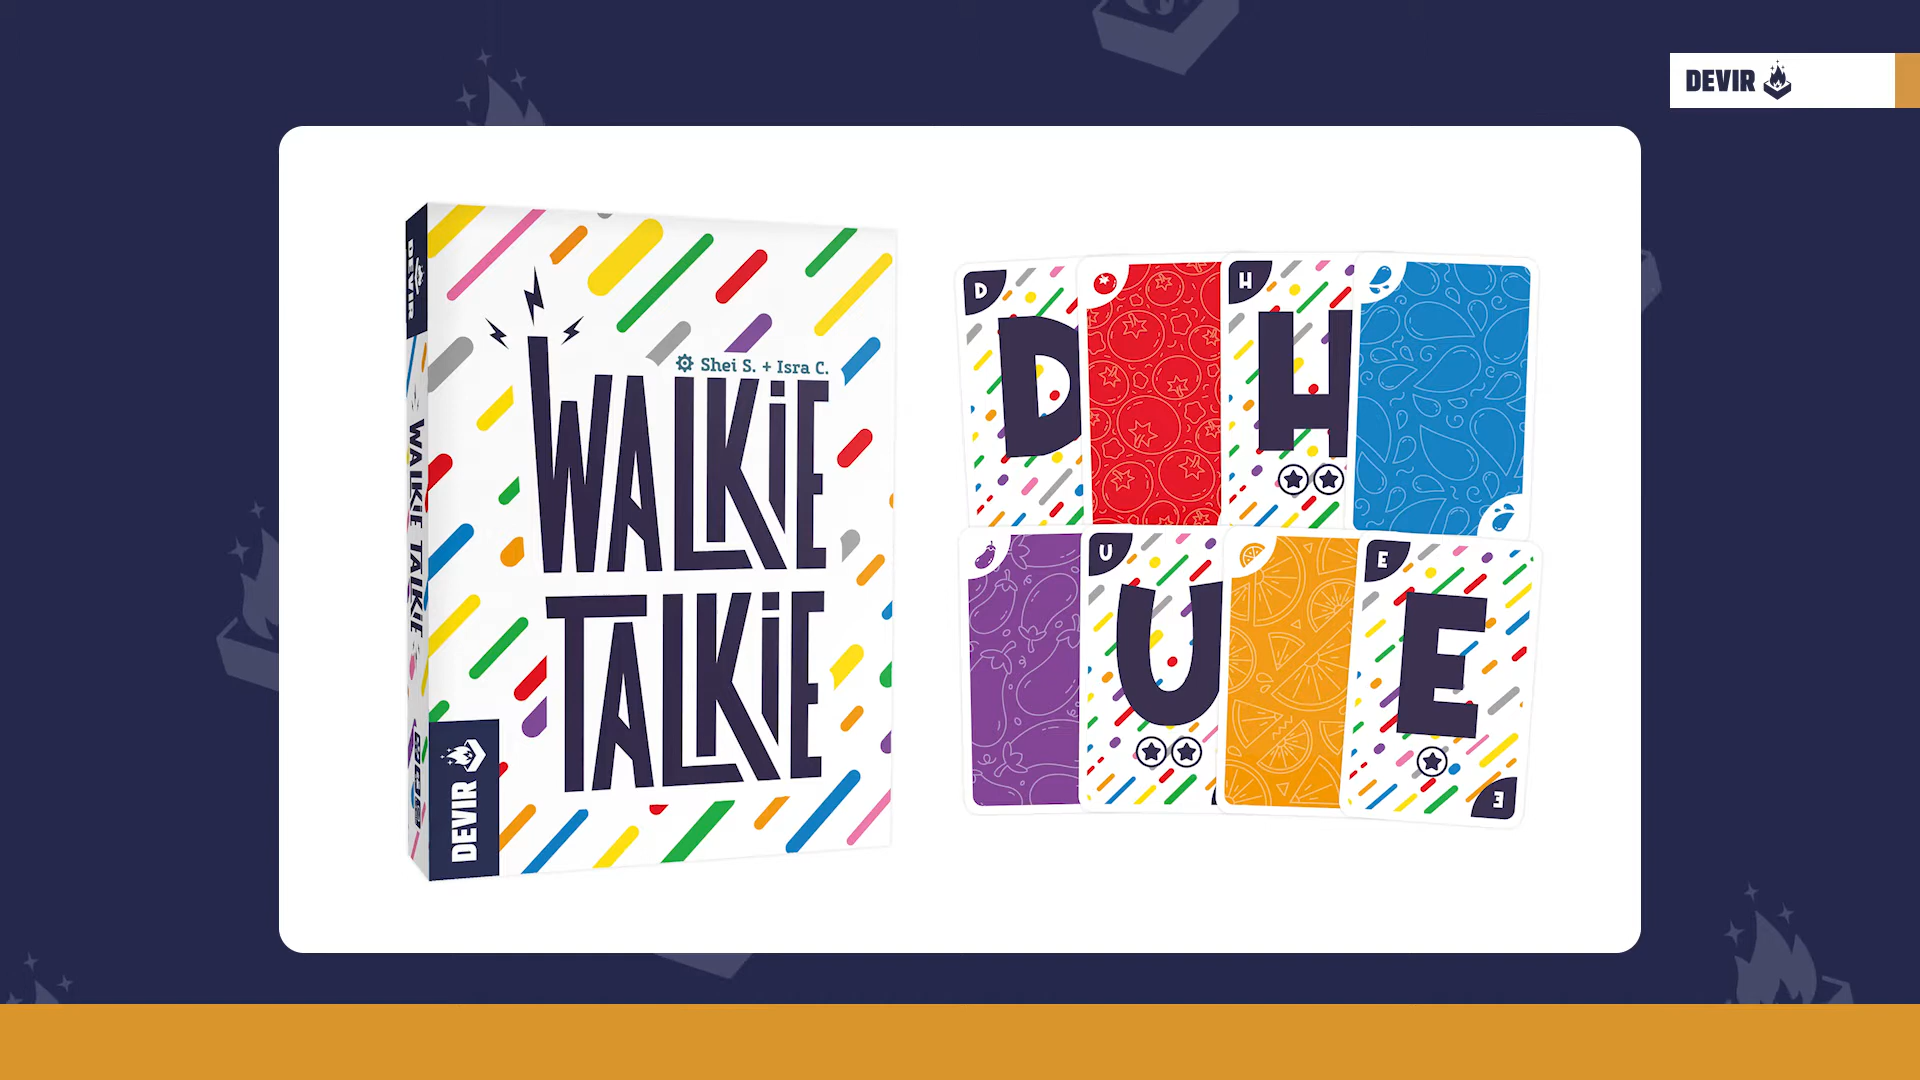 DEVIR
DEVIR
WALKIE TALKIE
Shei S. + Isra C.
WALKIE
TALKIE
DEVIR
D
D
H
H
U
U
E
E
E